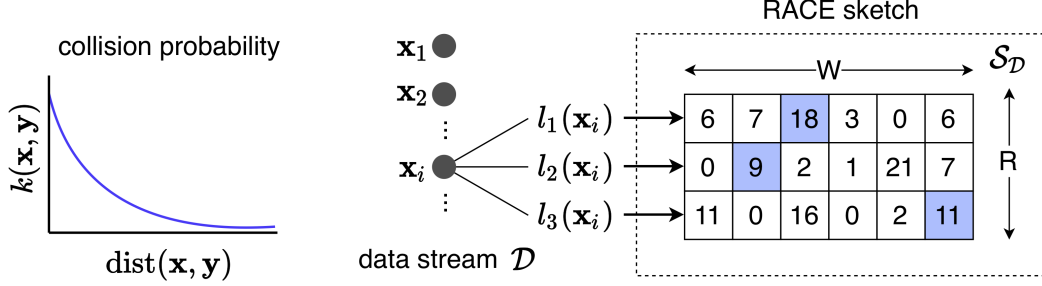 collision probability
k(x, y)
dist(x, y)
x₁
x₂
⋮
xᵢ
⋮
data stream 𝒟
l₁(xᵢ)
l₂(xᵢ)
l₃(xᵢ)
RACE sketch
W
𝒮_𝒟
6 7 18 3 0 6
0 9 2 1 21 7
11 0 16 0 2 11
R